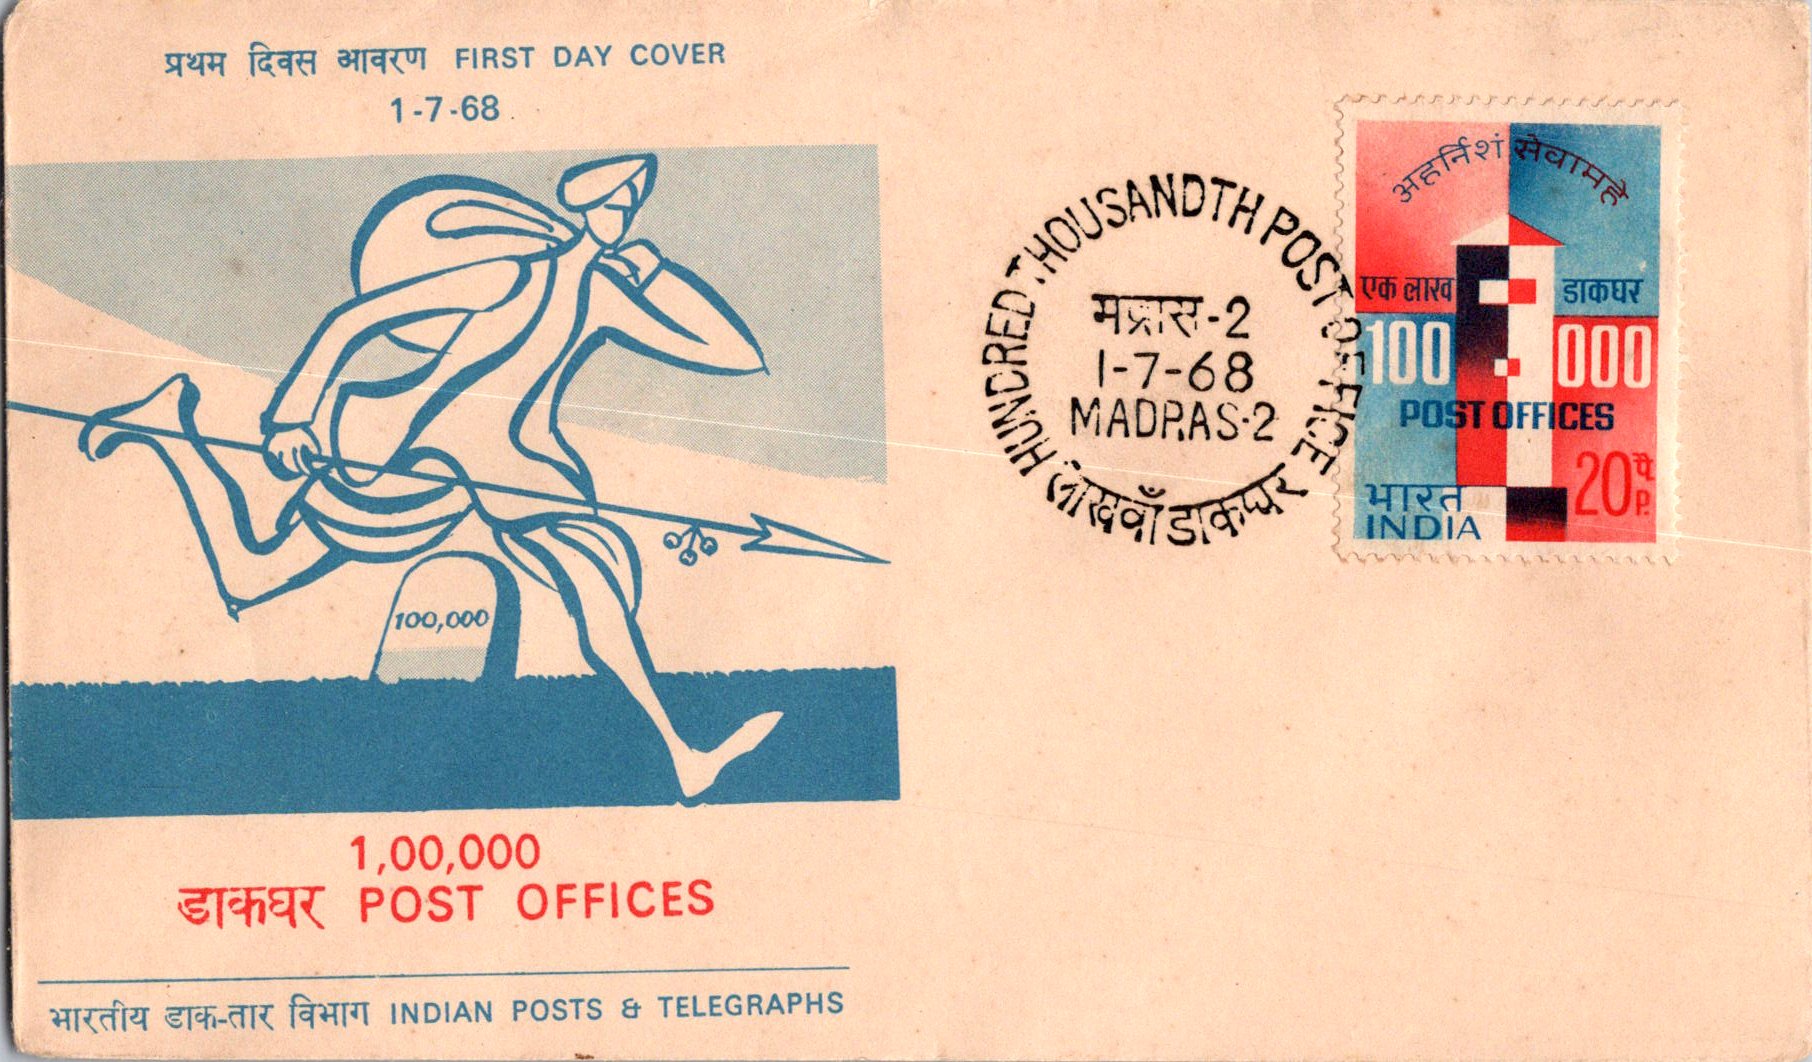 प्रथम दिवस आवरण FIRST DAY COVER
1-7-68
100,000
1,00,000
डाकघर POST OFFICES
भारतीय डाक-तार विभाग INDIAN POSTS & TELEGRAPHS
HUNDRED THOUSANDTH POST OFFICE
मद्रास-2
1-7-68
MADRAS-2
लाखवाँ डाकघर
अहर्निशं सेवामहे
एक लाख डाकघर
100 000
POST OFFICES
20 पै.
P.
भारत
INDIA